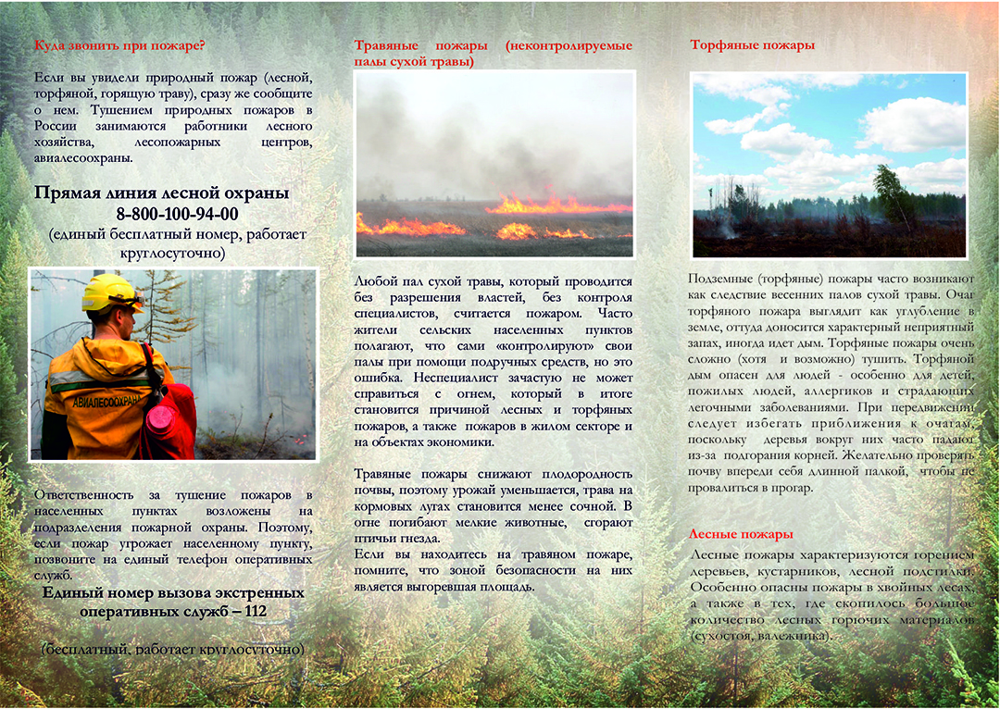 Куда звонить при пожаре?
Если вы увидели природный пожар (лесной,
торфяной, горящую траву), сразу же сообщите
о нем. Тушением природных пожаров в
России занимаются работники лесного
хозяйства, лесопожарных центров,
авиалесоохраны.
Прямая линия лесной охраны
8-800-100-94-00
(единый бесплатный номер, работает
круглосуточно)
АВИАЛЕСООХРАНА
Ответственность за тушение пожаров в
населенных пунктах возложены на
подразделения пожарной охраны. Поэтому,
если пожар угрожает населенному пункту,
позвоните на единый телефон оперативных
служб.
Единый номер вызова экстренных
оперативных служб – 112
(бесплатный, работает круглосуточно)
Травяные пожары (неконтролируемые
палы сухой травы)
Любой пал сухой травы, который проводится
без разрешения властей, без контроля
специалистов, считается пожаром. Часто
жители сельских населенных пунктов
полагают, что сами «контролируют» свои
палы при помощи подручных средств, но это
ошибка. Неспециалист зачастую не может
справиться с огнем, который в итоге
становится причиной лесных и торфяных
пожаров, а также пожаров в жилом секторе и
на объектах экономики.
Травяные пожары снижают плодородность
почвы, поэтому урожай уменьшается, трава на
кормовых лугах становится менее сочной. В
огне погибают мелкие животные, сгорают
птичьи гнезда.
Если вы находитесь на травяном пожаре,
помните, что зоной безопасности на них
является выгоревшая площадь.
Торфяные пожары
Подземные (торфяные) пожары часто возникают
как следствие весенних палов сухой травы. Очаг
торфяного пожара выглядит как углубление в
земле, оттуда доносится характерный неприятный
запах, иногда идет дым. Торфяные пожары очень
сложно (хотя и возможно) тушить. Торфяной
дым опасен для людей - особенно для детей,
пожилых людей, аллергиков и страдающих
легочными заболеваниями. При передвижении
следует избегать приближения к очагам,
поскольку деревья вокруг них часто падают
из-за подгорания корней. Желательно проверять
почву впереди себя длинной палкой, чтобы не
провалиться в прогар.
Лесные пожары
Лесные пожары характеризуются горением
деревьев, кустарников, лесной подстилки.
Особенно опасны пожары в хвойных лесах,
а также в тех, где скопилось большое
количество лесных горючих материалов
(сухостоя, валежника).